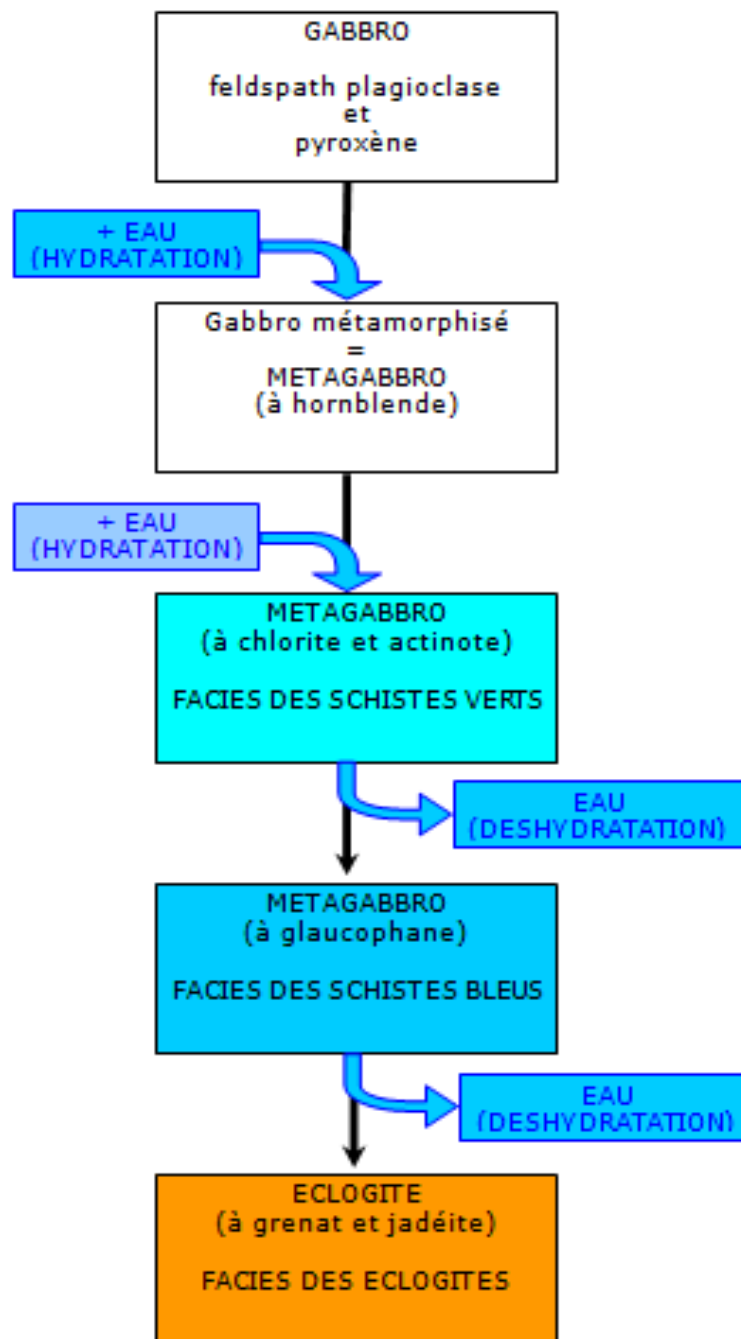 GABBRO
feldspath plagioclase
et
pyroxène
+ EAU
(HYDRATATION)
Gabbro métamorphisé
=
METAGABBRO
(à hornblende)
+ EAU
(HYDRATATION)
METAGABBRO
(à chlorite et actinote)
FACIES DES SCHISTES VERTS
EAU
(DESHYDRATATION)
METAGABBRO
(à glaucophane)
FACIES DES SCHISTES BLEUS
EAU
(DESHYDRATATION)
ECLOGITE
(à grenat et jadéite)
FACIES DES ECLOGITES